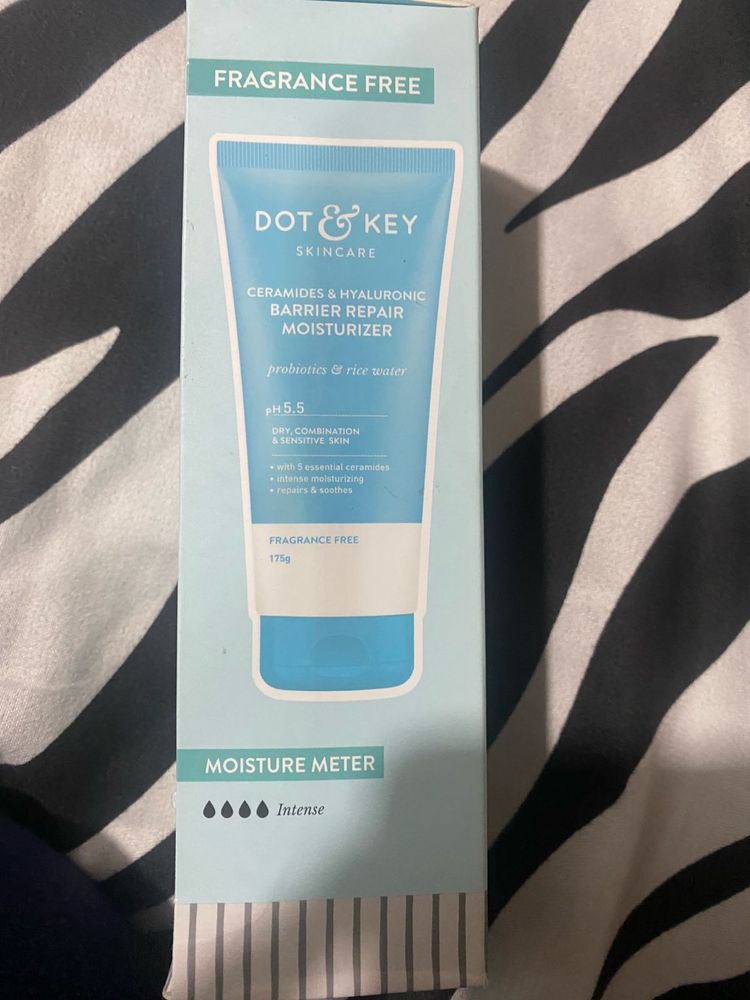 FRAGRANCE FREE
DOT & KEY
SKINCARE
CERAMIDES & HYALURONIC
BARRIER REPAIR
MOISTURIZER
probiotics & rice water
pH 5.5
DRY, COMBINATION
& SENSITIVE SKIN
• with 5 essential ceramides
• intense moisturizing
• repairs & soothes
FRAGRANCE FREE
175g
MOISTURE METER
Intense